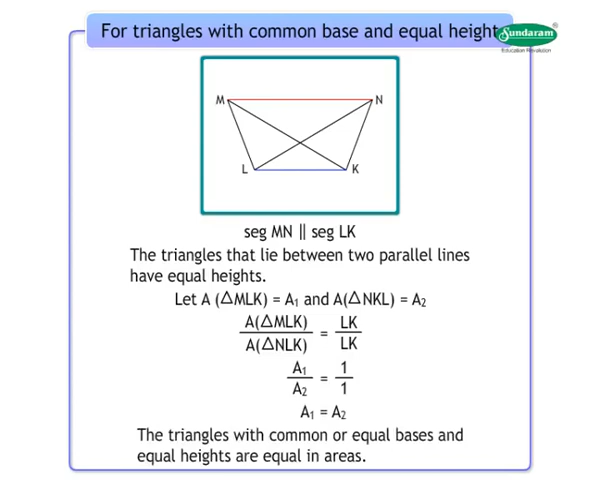 For triangles with common base and equal height
Sundaram®
Education Revolution
M
N
L
K
seg MN || seg LK
The triangles that lie between two parallel lines
have equal heights.
Let A (△MLK) = A₁ and A(△NKL) = A₂
A(△MLK) / A(△NLK) = LK / LK
A₁ / A₂ = 1 / 1
A₁ = A₂
The triangles with common or equal bases and
equal heights are equal in areas.